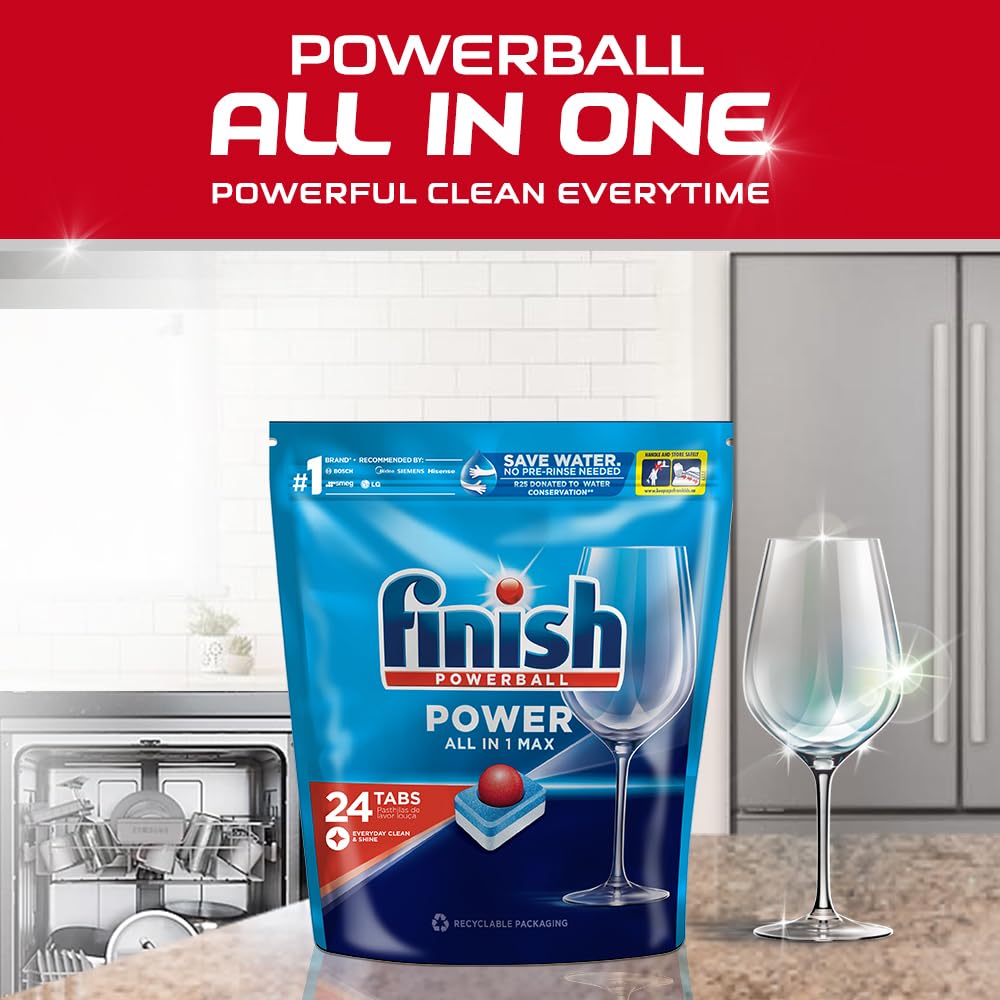 POWERBALL
ALL IN ONE
POWERFUL CLEAN EVERYTIME
#1 BRAND* • RECOMMENDED BY:
BOSCH Midea SIEMENS Hisense
smeg LG
SAVE WATER.
NO PRE-RINSE NEEDED
R25 DONATED TO WATER
CONSERVATION**
HANDLE AND STORE SAFELY
finish
POWERBALL
POWER
ALL IN 1 MAX
24 TABS
Pastilhas de
lavar louça
EVERYDAY CLEAN
& SHINE
RECYCLABLE PACKAGING
SAMSUNG